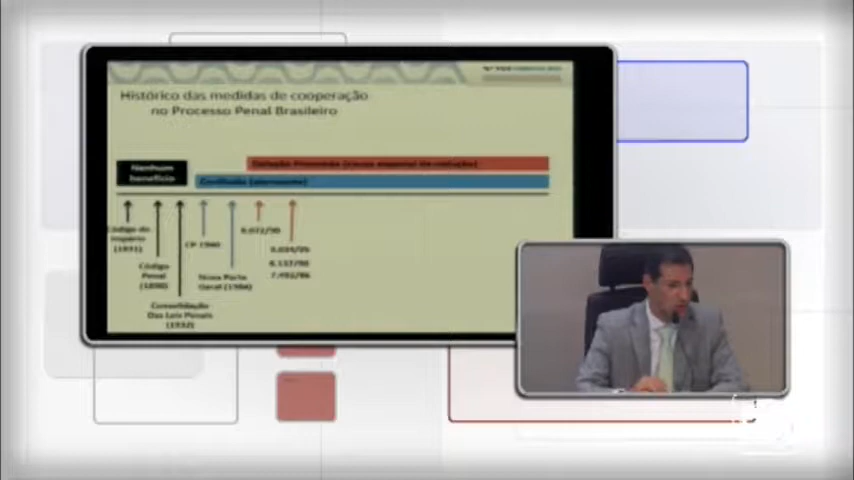 Histórico das medidas de cooperação
no Processo Penal Brasileiro
Nenhum
benefício
Delação Premiada (causa especial de redução)
Confissão (atenuante)
Código do
Império
(1831)
Código
Penal
(1890)
Consolidação
Das Leis Penais
(1932)
CP 1940
Nova Parte
Geral (1984)
8.072/90
9.034/95
8.137/90
7.492/86